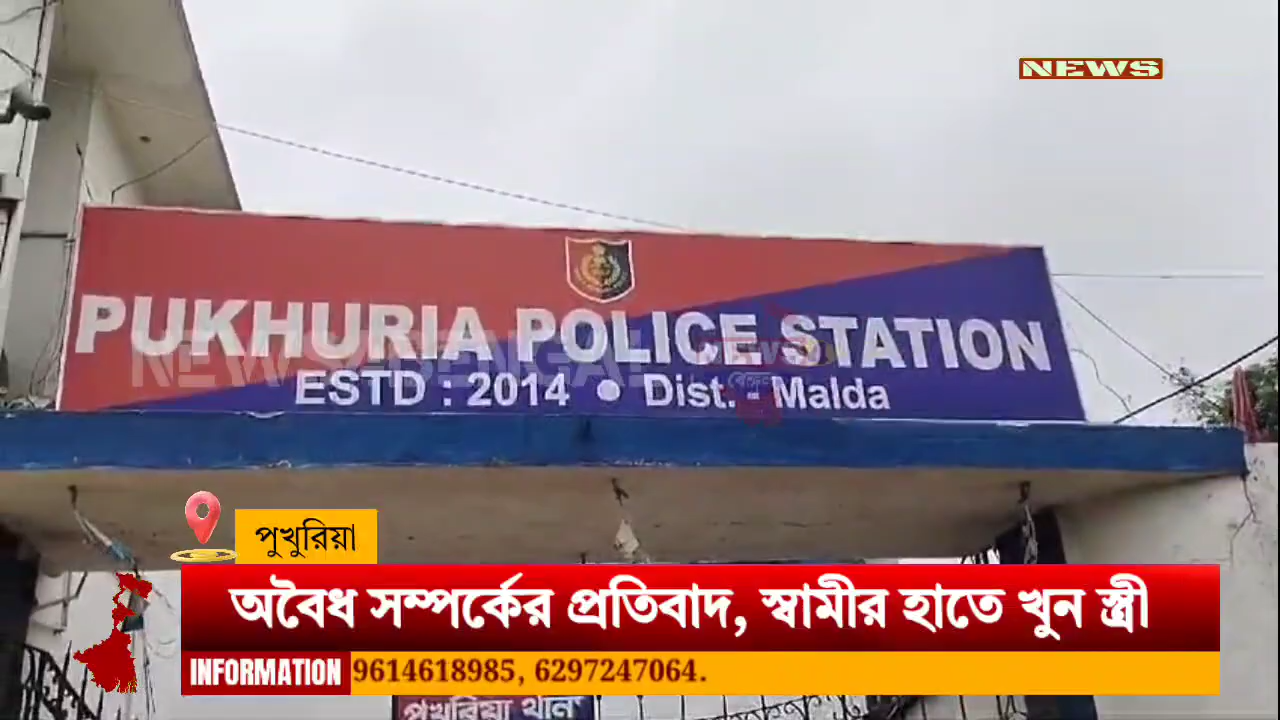 NEWS
PUKHURIA POLICE STATION
ESTD : 2014 • Dist. - Malda
পুখুরিয়া
অবৈধ সম্পর্কের প্রতিবাদ, স্বামীর হাতে খুন স্ত্রী
INFORMATION 9614618985, 6297247064.
পুখুরিয়া থানা